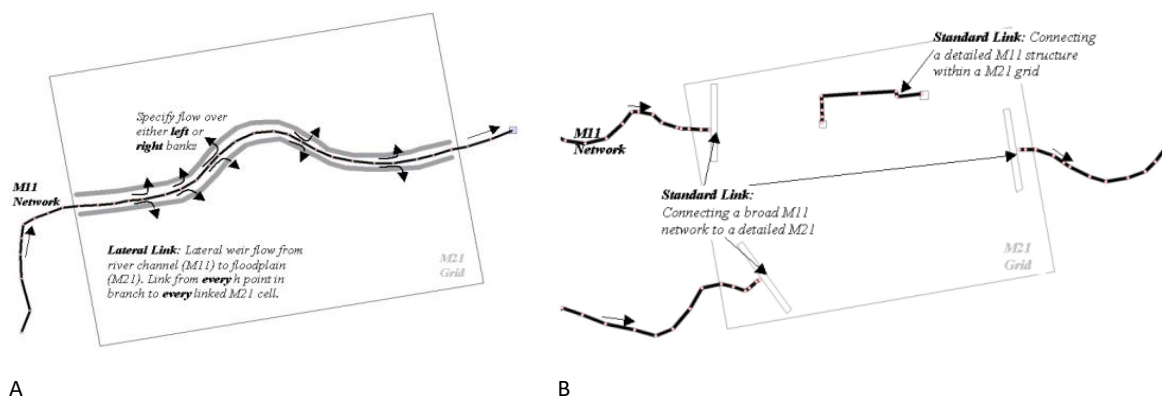 Specify flow over
either left or
right banks
M11
Network
Lateral Link: Lateral weir flow from
river channel (M11) to floodplain
(M21). Link from every h point in
branch to every linked M21 cell.
M21
Grid
A
Standard Link: Connecting
a detailed M11 structure
within a M21 grid
M11
Network
Standard Link:
Connecting a broad M11
network to a detailed M21
M21
Grid
B